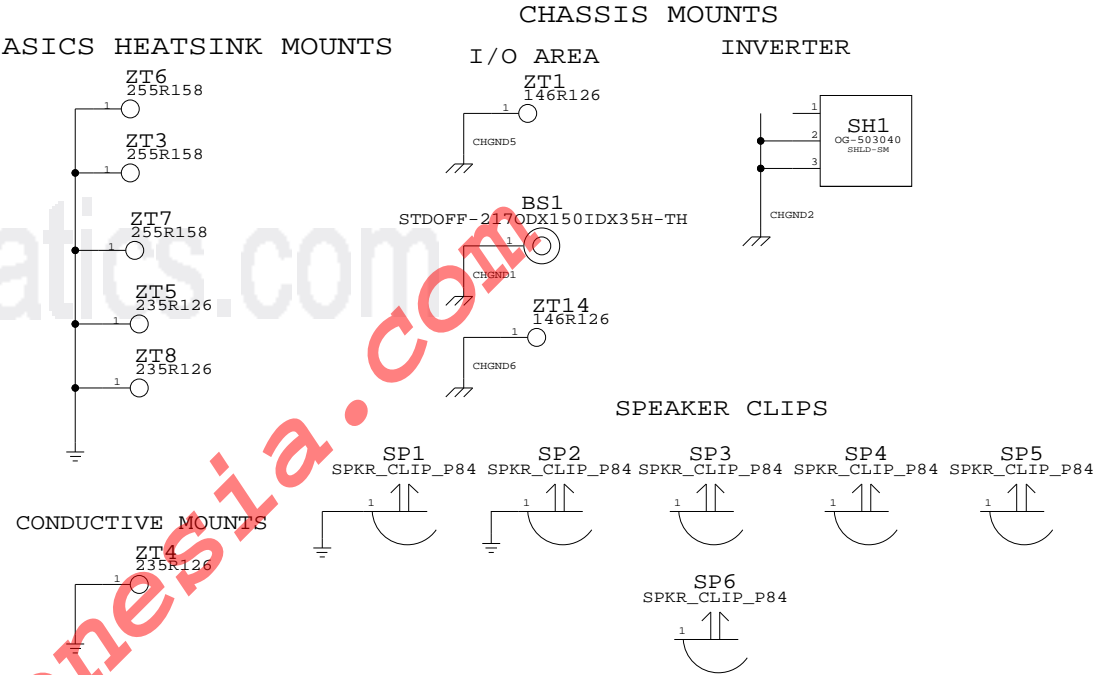 CHASSIS MOUNTS
ASICS HEATSINK MOUNTS
I/O AREA
INVERTER
ZT6
255R158
1
ZT3
255R158
1
ZT7
255R158
1
ZT5
235R126
1
ZT8
235R126
1
ZT1
146R126
1
CHGND5
BS1
STDOFF-217ODX150IDX35H-TH
1
CHGND1
ZT14
146R126
1
CHGND6
1
2
3
SH1
OG-503040
SHLD-SM
CHGND2
SPEAKER CLIPS
SP1
SPKR_CLIP_P84
1
SP2
SPKR_CLIP_P84
1
SP3
SPKR_CLIP_P84
1
SP4
SPKR_CLIP_P84
1
SP5
SPKR_CLIP_P84
1
CONDUCTIVE MOUNTS
ZT4
235R126
1
SP6
SPKR_CLIP_P84
1
atics.com
nesia.com